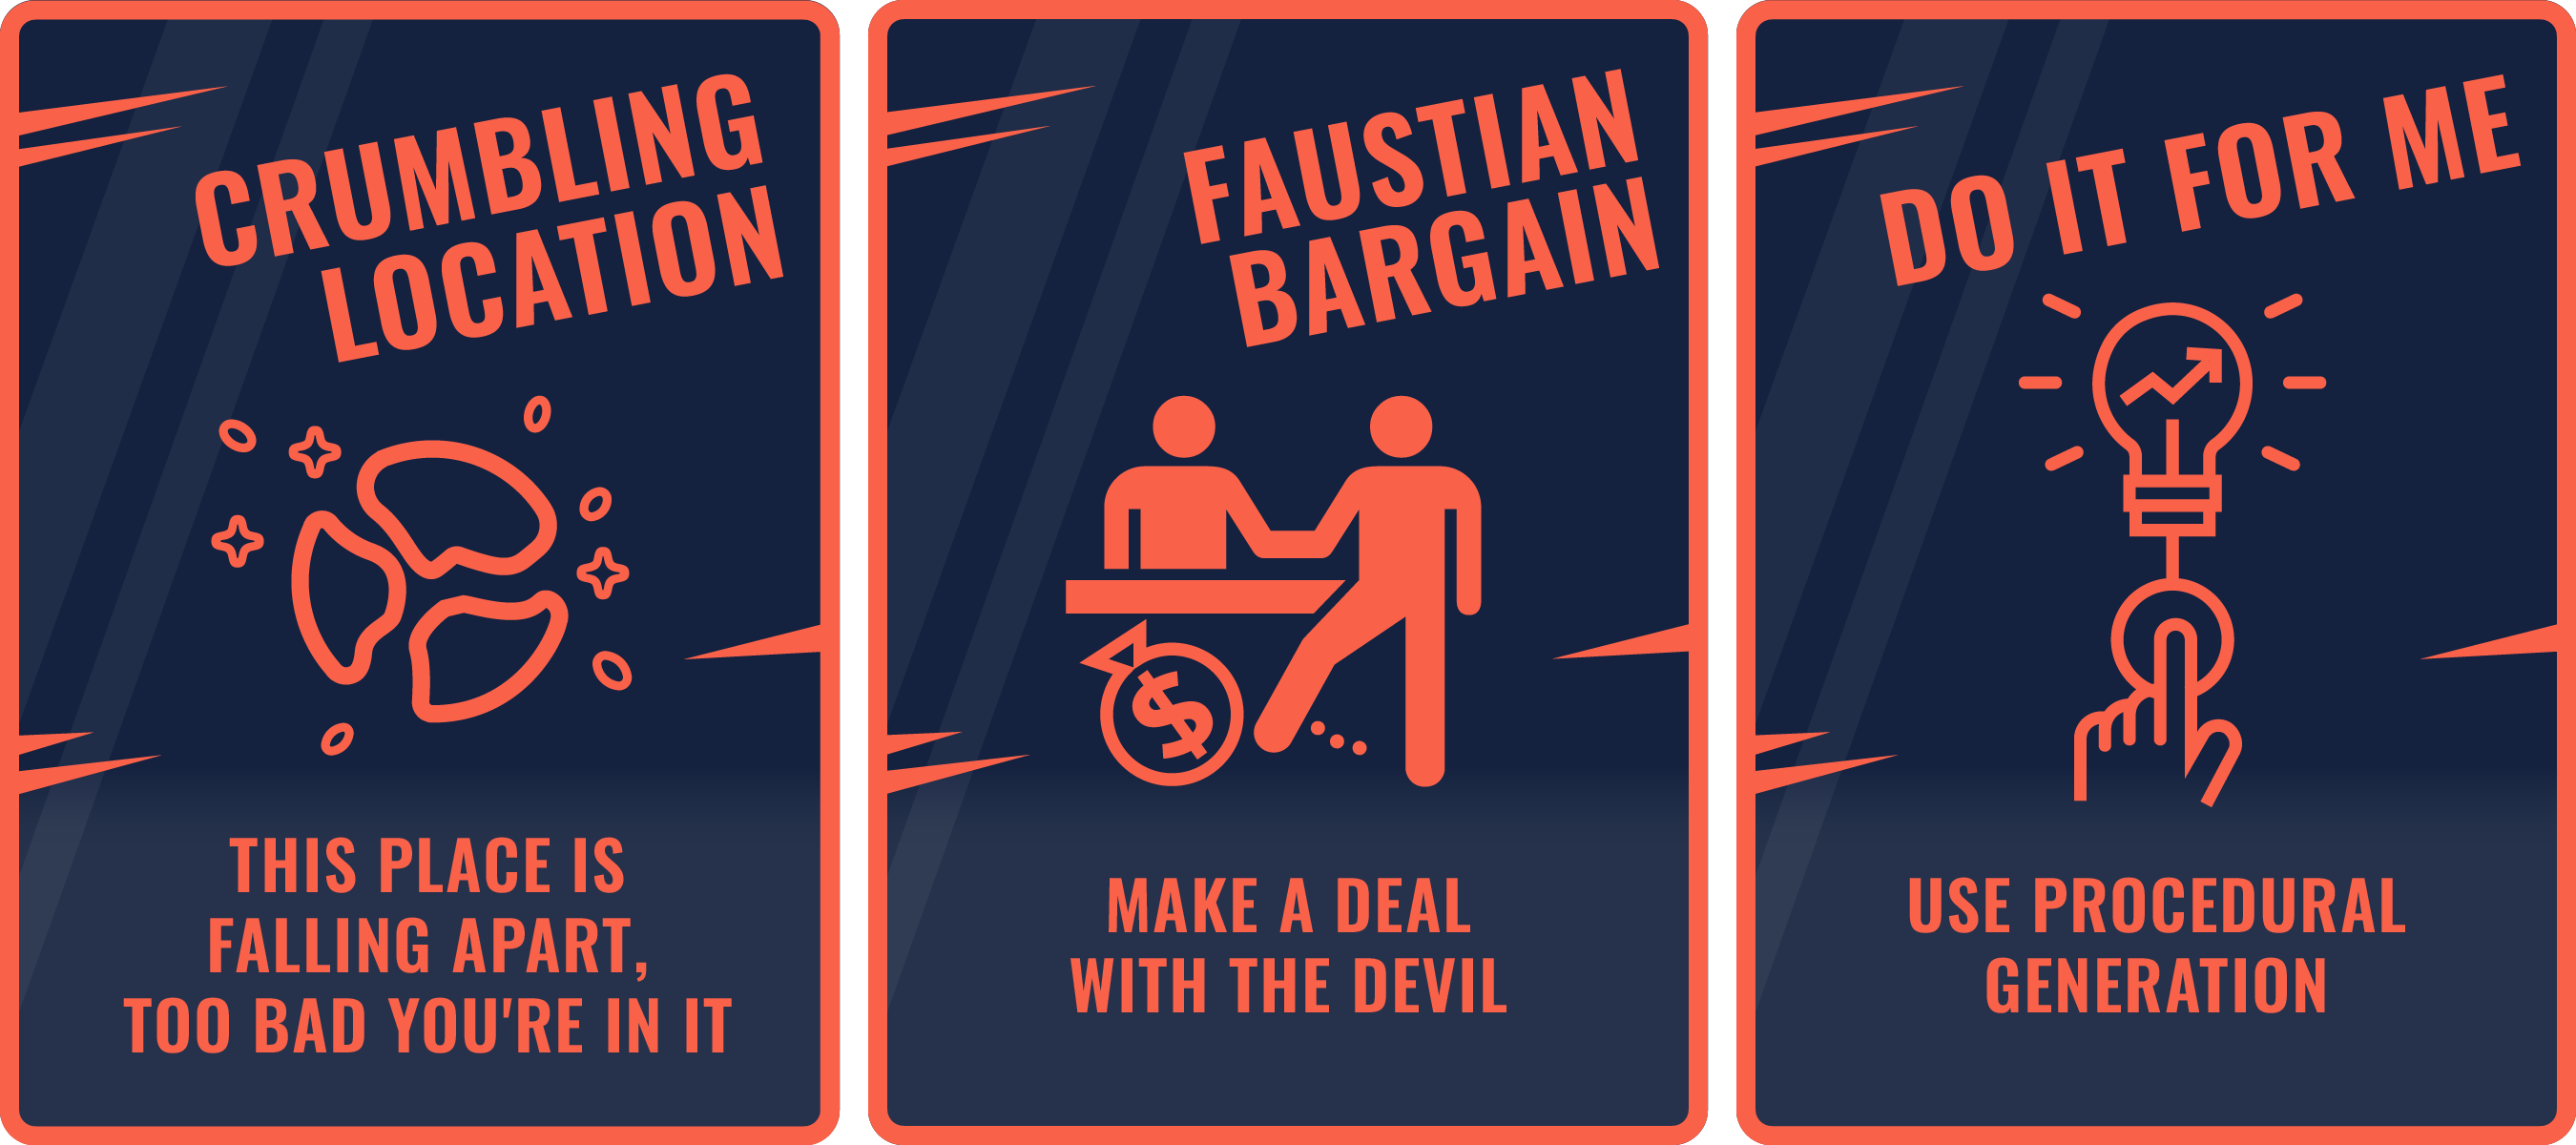 CRUMBLING
LOCATION
THIS PLACE IS
FALLING APART,
TOO BAD YOU'RE IN IT
FAUSTIAN
BARGAIN
$
MAKE A DEAL
WITH THE DEVIL
DO IT FOR ME
USE PROCEDURAL
GENERATION